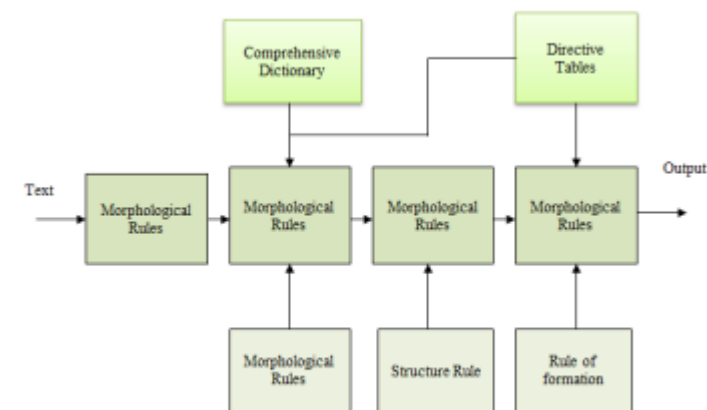 Comprehensive
Dictionary
Directive
Tables
Text
Output
Morphological
Rules
Morphological
Rules
Morphological
Rules
Morphological
Rules
Morphological
Rules
Structure Rule
Rule of
formation